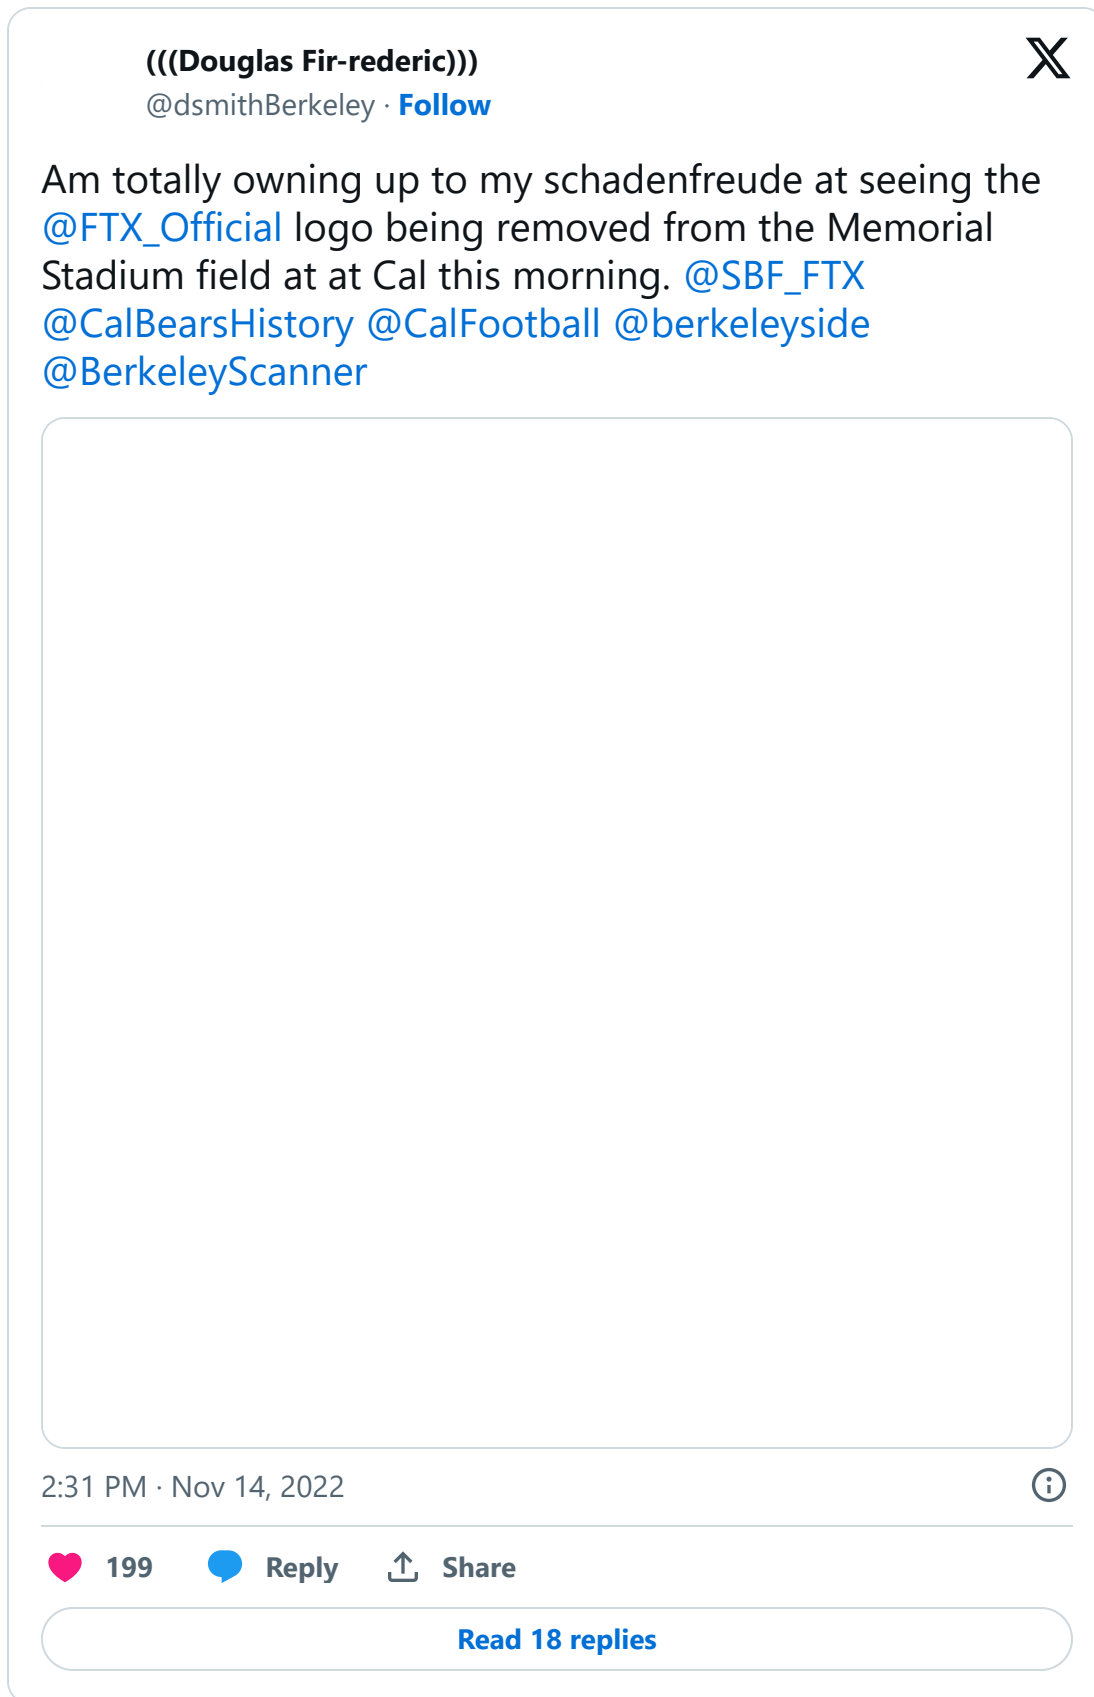 (((Douglas Fir-rederic)))
@dsmithBerkeley · Follow
Am totally owning up to my schadenfreude at seeing the
@FTX_Official logo being removed from the Memorial
Stadium field at at Cal this morning. @SBF_FTX
@CalBearsHistory @CalFootball @berkeleyside
@BerkeleyScanner
2:31 PM · Nov 14, 2022
199 Reply Share
Read 18 replies